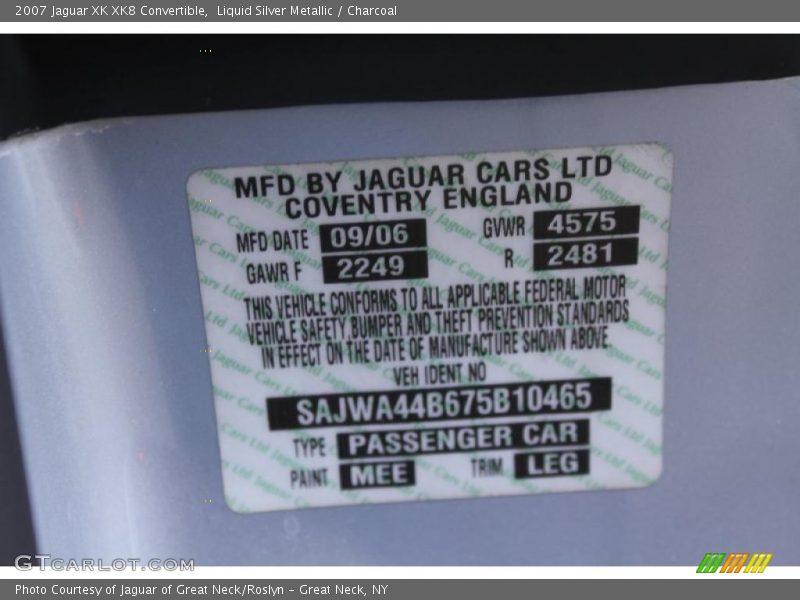 2007 Jaguar XK XK8 Convertible,  Liquid Silver Metallic / Charcoal
MFD BY JAGUAR CARS LTD
COVENTRY ENGLAND
MFD DATE 09/06 GVWR 4575
GAWR F 2249 R 2481
THIS VEHICLE CONFORMS TO ALL APPLICABLE FEDERAL MOTOR
VEHICLE SAFETY BUMPER AND THEFT PREVENTION STANDARDS
IN EFFECT ON THE DATE OF MANUFACTURE SHOWN ABOVE
VEH IDENT NO
SAJWA44B675B10465
TYPE PASSENGER CAR
PAINT MEE TRIM LEG
GTCARLOT.COM
Photo Courtesy of Jaguar of Great Neck/Roslyn – Great Neck, NY